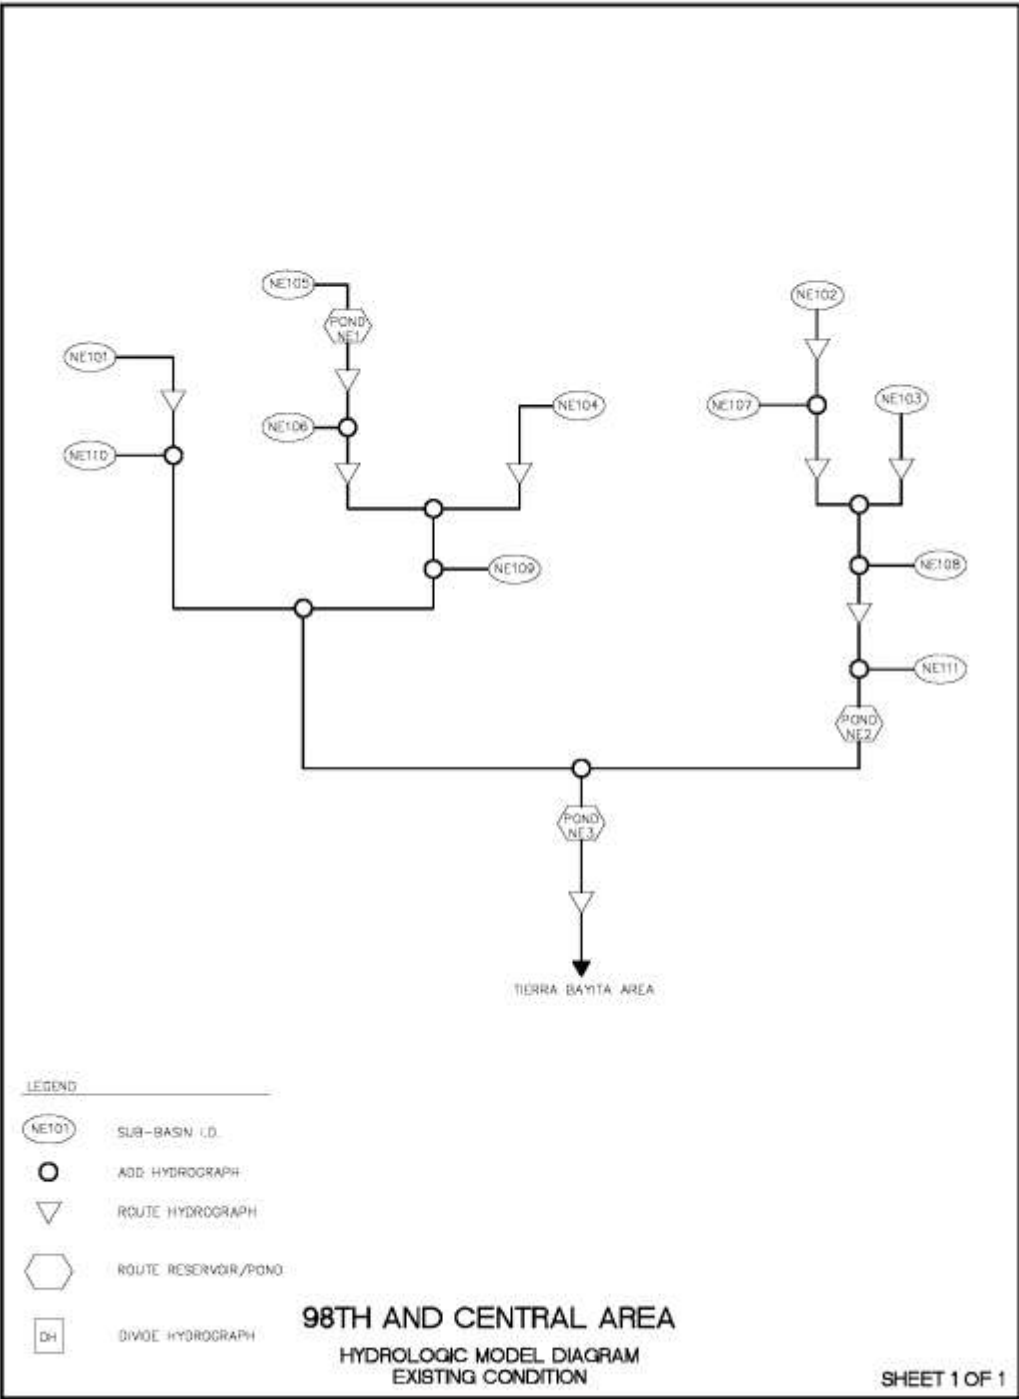 NE105
NE102
POND
NE1
NE101
NE103
NE104
NE107
NE106
NE110
NE109
NE108
NE111
POND
NE2
POND
NE3
TIERRA BAYITA AREA
LEGEND
NE101 SUB-BASIN I.D.
ADD HYDROGRAPH
ROUTE HYDROGRAPH
ROUTE RESERVOIR/POND
DH DIVIDE HYDROGRAPH
98TH AND CENTRAL AREA
HYDROLOGIC MODEL DIAGRAM
EXISTING CONDITION
SHEET 1 OF 1